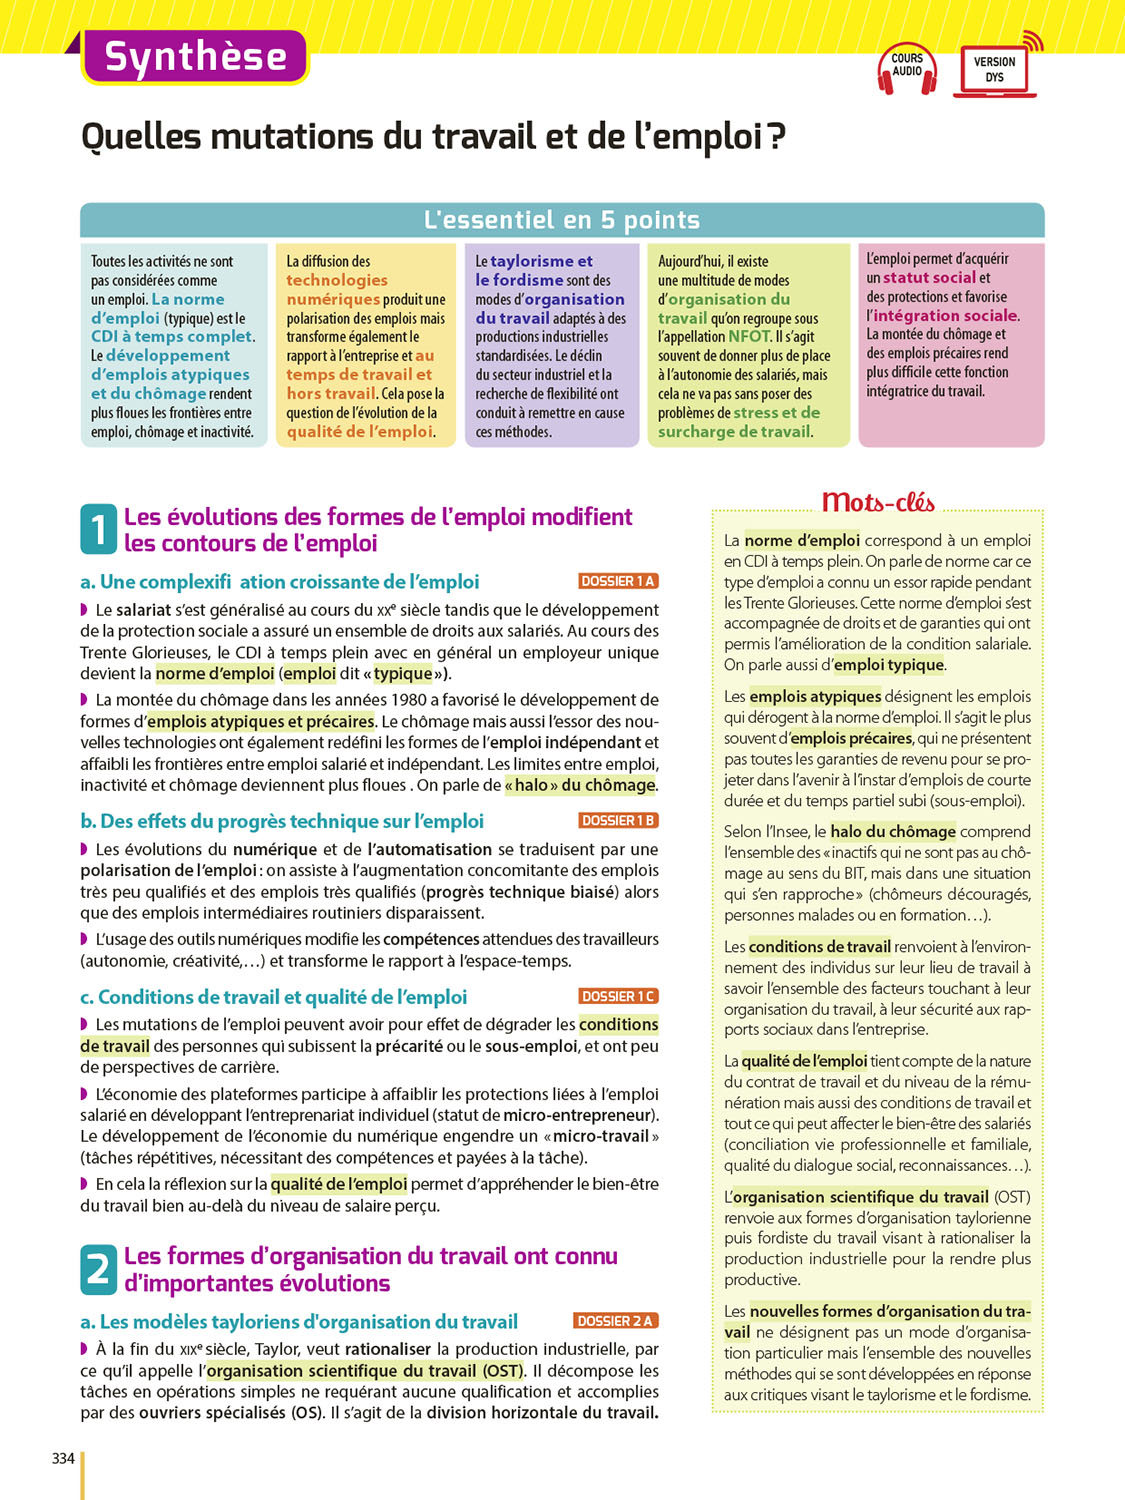 Synthèse
COURS
AUDIO
VERSION
DYS
Quelles mutations du travail et de l'emploi ?
L'essentiel en 5 points
Toutes les activités ne sont
pas considérées comme
un emploi. La norme
d'emploi (typique) est le
CDI à temps complet.
Le développement
d'emplois atypiques
et du chômage rendent
plus floues les frontières entre
emploi, chômage et inactivité.
La diffusion des
technologies
numériques produit une
polarisation des emplois mais
transforme également le
rapport à l'entreprise et au
temps de travail et
hors travail. Cela pose la
question de l'évolution de la
qualité de l'emploi.
Le taylorisme et
le fordisme sont des
modes d'organisation
du travail adaptés à des
productions industrielles
standardisées. Le déclin
du secteur industriel et la
recherche de flexibilité ont
conduit à remettre en cause
ces méthodes.
Aujourd'hui, il existe
une multitude de modes
d'organisation du
travail qu'on regroupe sous
l'appellation NFOT. Il s'agit
souvent de donner plus de place
à l'autonomie des salariés, mais
cela ne va pas sans poser des
problèmes de stress et de
surcharge de travail.
L'emploi permet d'acquérir
un statut social et
des protections et favorise
l'intégration sociale.
La montée du chômage et
des emplois précaires rend
plus difficile cette fonction
intégratrice du travail.
1 Les évolutions des formes de l'emploi modifient
les contours de l'emploi
a. Une complexifi ation croissante de l'emploi DOSSIER 1 A
◗ Le salariat s'est généralisé au cours du XXe siècle tandis que le développement
de la protection sociale a assuré un ensemble de droits aux salariés. Au cours des
Trente Glorieuses, le CDI à temps plein avec en général un employeur unique
devient la norme d'emploi (emploi dit « typique »).
◗ La montée du chômage dans les années 1980 a favorisé le développement de
formes d'emplois atypiques et précaires. Le chômage mais aussi l'essor des nou-
velles technologies ont également redéfini les formes de l'emploi indépendant et
affaibli les frontières entre emploi salarié et indépendant. Les limites entre emploi,
inactivité et chômage deviennent plus floues . On parle de « halo » du chômage.
b. Des effets du progrès technique sur l'emploi DOSSIER 1 B
◗ Les évolutions du numérique et de l'automatisation se traduisent par une
polarisation de l'emploi : on assiste à l'augmentation concomitante des emplois
très peu qualifiés et des emplois très qualifiés (progrès technique biaisé) alors
que des emplois intermédiaires routiniers disparaissent.
◗ L'usage des outils numériques modifie les compétences attendues des travailleurs
(autonomie, créativité,…) et transforme le rapport à l'espace-temps.
c. Conditions de travail et qualité de l'emploi DOSSIER 1 C
◗ Les mutations de l'emploi peuvent avoir pour effet de dégrader les conditions
de travail des personnes qui subissent la précarité ou le sous-emploi, et ont peu
de perspectives de carrière.
◗ L'économie des plateformes participe à affaiblir les protections liées à l'emploi
salarié en développant l'entreprenariat individuel (statut de micro-entrepreneur).
Le développement de l'économie du numérique engendre un « micro-travail »
(tâches répétitives, nécessitant des compétences et payées à la tâche).
◗ En cela la réflexion sur la qualité de l'emploi permet d'appréhender le bien-être
du travail bien au-delà du niveau de salaire perçu.
2 Les formes d'organisation du travail ont connu
d'importantes évolutions
a. Les modèles tayloriens d'organisation du travail DOSSIER 2 A
◗ À la fin du XIXe siècle, Taylor, veut rationaliser la production industrielle, par
ce qu'il appelle l'organisation scientifique du travail (OST). Il décompose les
tâches en opérations simples ne requérant aucune qualification et accomplies
par des ouvriers spécialisés (OS). Il s'agit de la division horizontale du travail.
Mots-clés
La norme d'emploi correspond à un emploi
en CDI à temps plein. On parle de norme car ce
type d'emploi a connu un essor rapide pendant
les Trente Glorieuses. Cette norme d'emploi s'est
accompagnée de droits et de garanties qui ont
permis l'amélioration de la condition salariale.
On parle aussi d'emploi typique.
Les emplois atypiques désignent les emplois
qui dérogent à la norme d'emploi. Il s'agit le plus
souvent d'emplois précaires, qui ne présentent
pas toutes les garanties de revenu pour se pro-
jeter dans l'avenir à l'instar d'emplois de courte
durée et du temps partiel subi (sous-emploi).
Selon l'Insee, le halo du chômage comprend
l'ensemble des « inactifs qui ne sont pas au chô-
mage au sens du BIT, mais dans une situation
qui s'en rapproche » (chômeurs découragés,
personnes malades ou en formation…).
Les conditions de travail renvoient à l'environ-
nement des individus sur leur lieu de travail à
savoir l'ensemble des facteurs touchant à leur
organisation du travail, à leur sécurité aux rap-
ports sociaux dans l'entreprise.
La qualité de l'emploi tient compte de la nature
du contrat de travail et du niveau de la rému-
nération mais aussi des conditions de travail et
tout ce qui peut affecter le bien-être des salariés
(conciliation vie professionnelle et familiale,
qualité du dialogue social, reconnaissances…).
L'organisation scientifique du travail (OST)
renvoie aux formes d'organisation taylorienne
puis fordiste du travail visant à rationaliser la
production industrielle pour la rendre plus
productive.
Les nouvelles formes d'organisation du tra-
vail ne désignent pas un mode d'organisa-
tion particulier mais l'ensemble des nouvelles
méthodes qui se sont développées en réponse
aux critiques visant le taylorisme et le fordisme.
334